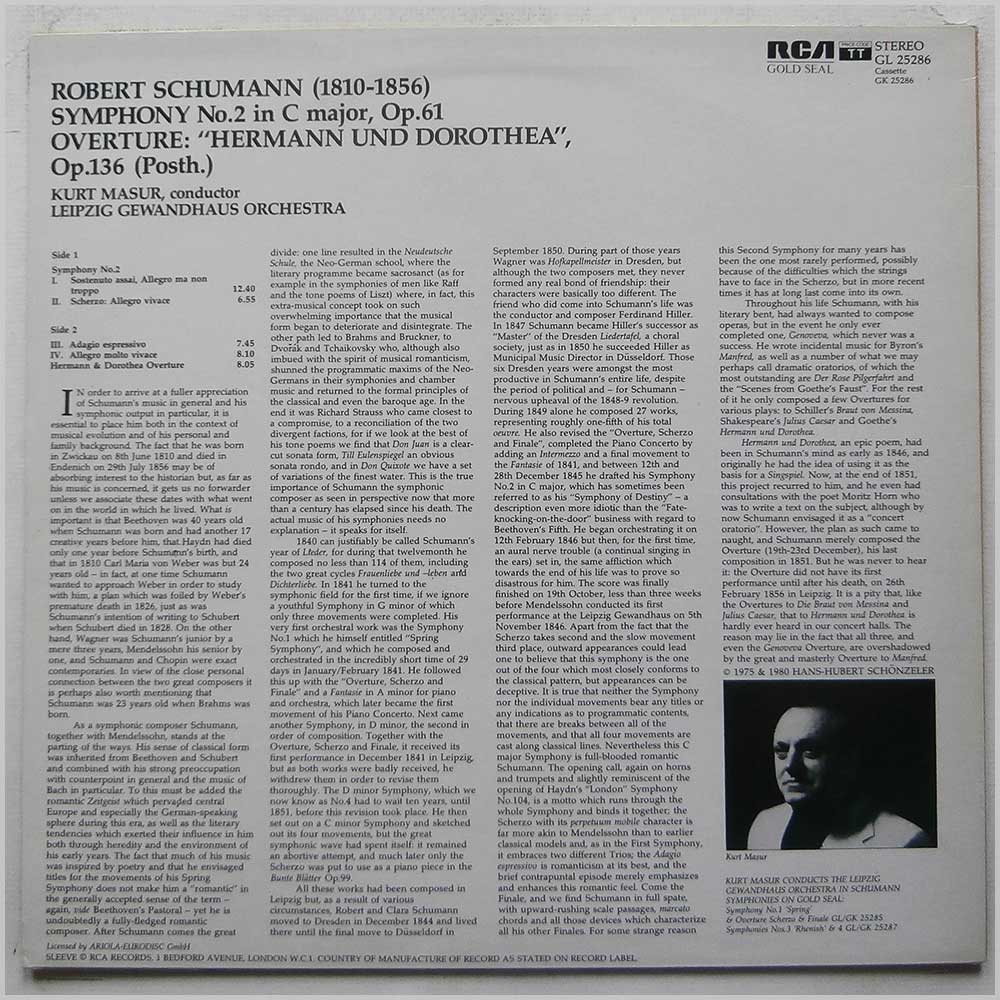 RCA PRICE CODE TT STEREO
GOLD SEAL GL 25286
Cassette
GK 25286
ROBERT SCHUMANN (1810-1856)
SYMPHONY No.2 in C major, Op.61
OVERTURE: "HERMANN UND DOROTHEA",
Op.136 (Posth.)
KURT MASUR, conductor
LEIPZIG GEWANDHAUS ORCHESTRA
Side 1
Symphony No.2
I. Sostenuto assai, Allegro ma non
troppo 12.40
II. Scherzo: Allegro vivace 6.55
Side 2
III. Adagio espressivo 7.45
IV. Allegro molto vivace 8.10
Hermann & Dorothea Overture 8.05
IN order to arrive at a fuller appreciation
of Schumann's music in general and his
symphonic output in particular, it is
essential to place him both in the context of
musical evolution and of his personal and
family background. The fact that he was born
in Zwickau on 8th June 1810 and died in
Endenich on 29th July 1856 may be of
absorbing interest to the historian but, as far as
his music is concerned, it gets us no forwarder
unless we associate these dates with what went
on in the world in which he lived. What is
important is that Beethoven was 40 years old
when Schumann was born and had another 17
creative years before him, that Haydn had died
only one year before Schumann's birth, and
that in 1810 Carl Maria von Weber was but 24
years old – in fact, at one time Schumann
wanted to approach Weber in order to study
with him, a plan which was foiled by Weber's
premature death in 1826, just as was
Schumann's intention of writing to Schubert
when Schubert died in 1828. On the other
hand, Wagner was Schumann's junior by a
mere three years, Mendelssohn his senior by
one, and Schumann and Chopin were exact
contemporaries. In view of the close personal
connection between the two great composers it
is perhaps also worth mentioning that
Schumann was 23 years old when Brahms was
born.
As a symphonic composer Schumann,
together with Mendelssohn, stands at the
parting of the ways. His sense of classical form
was inherited from Beethoven and Schubert
and combined with his strong preoccupation
with counterpoint in general and the music of
Bach in particular. To this must be added the
romantic Zeitgeist which pervaded central
Europe and especially the German-speaking
sphere during this era, as well as the literary
tendencies which exerted their influence in him
both through heredity and the environment of
his early years. The fact that much of his music
was inspired by poetry and that he envisaged
titles for the movements of his Spring
Symphony does not make him a "romantic" in
the generally accepted sense of the term –
again, vide Beethoven's Pastoral – yet he is
undoubtedly a fully-fledged romantic
composer. After Schumann comes the great
divide: one line resulted in the Neudeutsche
Schule, the Neo-German school, where the
literary programme became sacrosanct (as for
example in the symphonies of men like Raff
and the tone poems of Liszt) where, in fact, this
extra-musical concept took on such
overwhelming importance that the musical
form began to deteriorate and disintegrate. The
other path led to Brahms and Bruckner, to
Dvořák and Tchaikovsky who, although also
imbued with the spirit of musical romanticism,
shunned the programmatic maxims of the Neo-
Germans in their symphonies and chamber
music and returned to the formal principles of
the classical and even the baroque age. In the
end it was Richard Strauss who came closest to
a compromise, to a reconciliation of the two
divergent factions, for if we look at the best of
his tone poems we find that Don Juan is a clear-
cut sonata form, Till Eulenspiegel an obvious
sonata rondo, and in Don Quixote we have a set
of variations of the finest water. This is the true
importance of Schumann the symphonic
composer as seen in perspective now that more
than a century has elapsed since his death. The
actual music of his symphonies needs no
explanation – it speaks for itself.
1840 can justifiably be called Schumann's
year of Lieder, for during that twelvemonth he
composed no less than 114 of them, including
the two great cycles Frauenliebe und –leben and
Dichterliebe. In 1841 he turned to the
symphonic field for the first time, if we ignore
a youthful Symphony in G minor of which
only three movements were completed. His
very first orchestral work was the Symphony
No.1 which he himself entitled "Spring
Symphony", and which he composed and
orchestrated in the incredibly short time of 29
days in January/February 1841. He followed
this up with the "Overture, Scherzo and
Finale" and a Fantasie in A minor for piano
and orchestra, which later became the first
movement of his Piano Concerto. Next came
another Symphony, in D minor, the second in
order of composition. Together with the
Overture, Scherzo and Finale, it received its
first performance in December 1841 in Leipzig,
but as both works were badly received, he
withdrew them in order to revise them
thoroughly. The D minor Symphony, which we
now know as No.4 had to wait ten years, until
1851, before this revision took place. He then
set out on a C minor Symphony and sketched
out its four movements, but the great
symphonic wave had spent itself: it remained
an abortive attempt, and much later only the
Scherzo was put to use as a piano piece in the
Bunte Blätter Op.99.
All these works had been composed in
Leipzig but, as a result of various
circumstances, Robert and Clara Schumann
moved to Dresden in December 1844 and lived
there until the final move to Düsseldorf in
September 1850. During part of those years
Wagner was Hofkapellmeister in Dresden, but
although the two composers met, they never
formed any real bond of friendship: their
characters were basically too different. The
friend who did come into Schumann's life was
the conductor and composer Ferdinand Hiller.
In 1847 Schumann became Hiller's successor as
"Master" of the Dresden Liedertafel, a choral
society, just as in 1850 he succeeded Hiller as
Municipal Music Director in Düsseldorf. Those
six Dresden years were amongst the most
productive in Schumann's entire life, despite
the period of political and – for Schumann –
nervous upheaval of the 1848-9 revolution.
During 1849 alone he composed 27 works,
representing roughly one-fifth of his total
oeuvre. He also revised the "Overture, Scherzo
and Finale", completed the Piano Concerto by
adding an Intermezzo and a final movement to
the Fantasie of 1841, and between 12th and
28th December 1845 he drafted his Symphony
No.2 in C major, which has sometimes been
referred to as his "Symphony of Destiny" – a
description even more idiotic than the "Fate-
knocking-on-the-door" business with regard to
Beethoven's Fifth. He began orchestrating it on
12th February 1846 but then, for the first time,
an aural nerve trouble (a continual singing in
the ears) set in, the same affliction which
towards the end of his life was to prove so
disastrous for him. The score was finally
finished on 19th October, less than three weeks
before Mendelssohn conducted its first
performance at the Leipzig Gewandhaus on 5th
November 1846. Apart from the fact that the
Scherzo takes second and the slow movement
third place, outward appearances could lead
one to believe that this symphony is the one
out of the four which most closely conforms to
the classical pattern, but appearances can be
deceptive. It is true that neither the Symphony
nor the individual movements bear any titles or
any indications as to programmatic contents,
that there are breaks between all of the
movements, and that all four movements are
cast along classical lines. Nevertheless this C
major Symphony is full-blooded romantic
Schumann. The opening call, again on horns
and trumpets and slightly reminiscent of the
opening of Haydn's "London" Symphony
No.104, is a motto which runs through the
whole Symphony and binds it together; the
Scherzo with its perpetuum mobile character is
far more akin to Mendelssohn than to earlier
classical models and, as in the First Symphony,
it embraces two different Trios; the Adagio
espressivo is romanticism at its best, and the
brief contrapuntal episode merely emphasizes
and enhances this romantic feel. Come the
Finale, and we find Schumann in full spate,
with upward-rushing scale passages, marcato
chords and all those devices which characterize
all his other Finales. For some strange reason
this Second Symphony for many years has
been the one most rarely performed, possibly
because of the difficulties which the strings
have to face in the Scherzo, but in more recent
times it has at long last come into its own.
Throughout his life Schumann, with his
literary bent, had always wanted to compose
operas, but in the event he only ever
completed one, Genoveva, which never was a
success. He wrote incidental music for Byron's
Manfred, as well as a number of what we may
perhaps call dramatic oratorios, of which the
most outstanding are Der Rose Pilgerfahrt and
the "Scenes from Goethe's Faust". For the rest
of it he only composed a few Overtures for
various plays: to Schiller's Braut von Messina,
Shakespeare's Julius Caesar and Goethe's
Hermann und Dorothea.
Hermann und Dorothea, an epic poem, had
been in Schumann's mind as early as 1846, and
originally he had the idea of using it as the
basis for a Singspiel. Now, at the end of 1851,
this project recurred to him, and he even had
consultations with the poet Moritz Horn who
was to write a text on the subject, although by
now Schumann envisaged it as a "concert
oratorio". However, the plan as such came to
naught, and Schumann merely composed the
Overture (19th-23rd December), his last
composition in 1851. But he was never to hear
it: the Overture did not have its first
performance until after his death, on 26th
February 1856 in Leipzig. It is a pity that, like
the Overtures to Die Braut von Messina and
Julius Caesar, that to Hermann und Dorothea is
hardly ever heard in our concert halls. The
reason may lie in the fact that all three, and
even the Genoveva Overture, are overshadowed
by the great and masterly Overture to Manfred.
© 1975 & 1980 HANS-HUBERT SCHÖNZELER
Kurt Masur
KURT MASUR CONDUCTS THE LEIPZIG
GEWANDHAUS ORCHESTRA IN SCHUMANN
SYMPHONIES ON GOLD SEAL:
Symphony No.1 'Spring'
& Overture Scherzo & Finale GL/GK 25285
Symphonies Nos.3 'Rhenish' & 4 GL/GK 25287
Licensed by ARIOLA-EURODISC GmbH
SLEEVE © RCA RECORDS, 1 BEDFORD AVENUE, LONDON W.C.1. COUNTRY OF MANUFACTURE OF RECORD AS STATED ON RECORD LABEL.